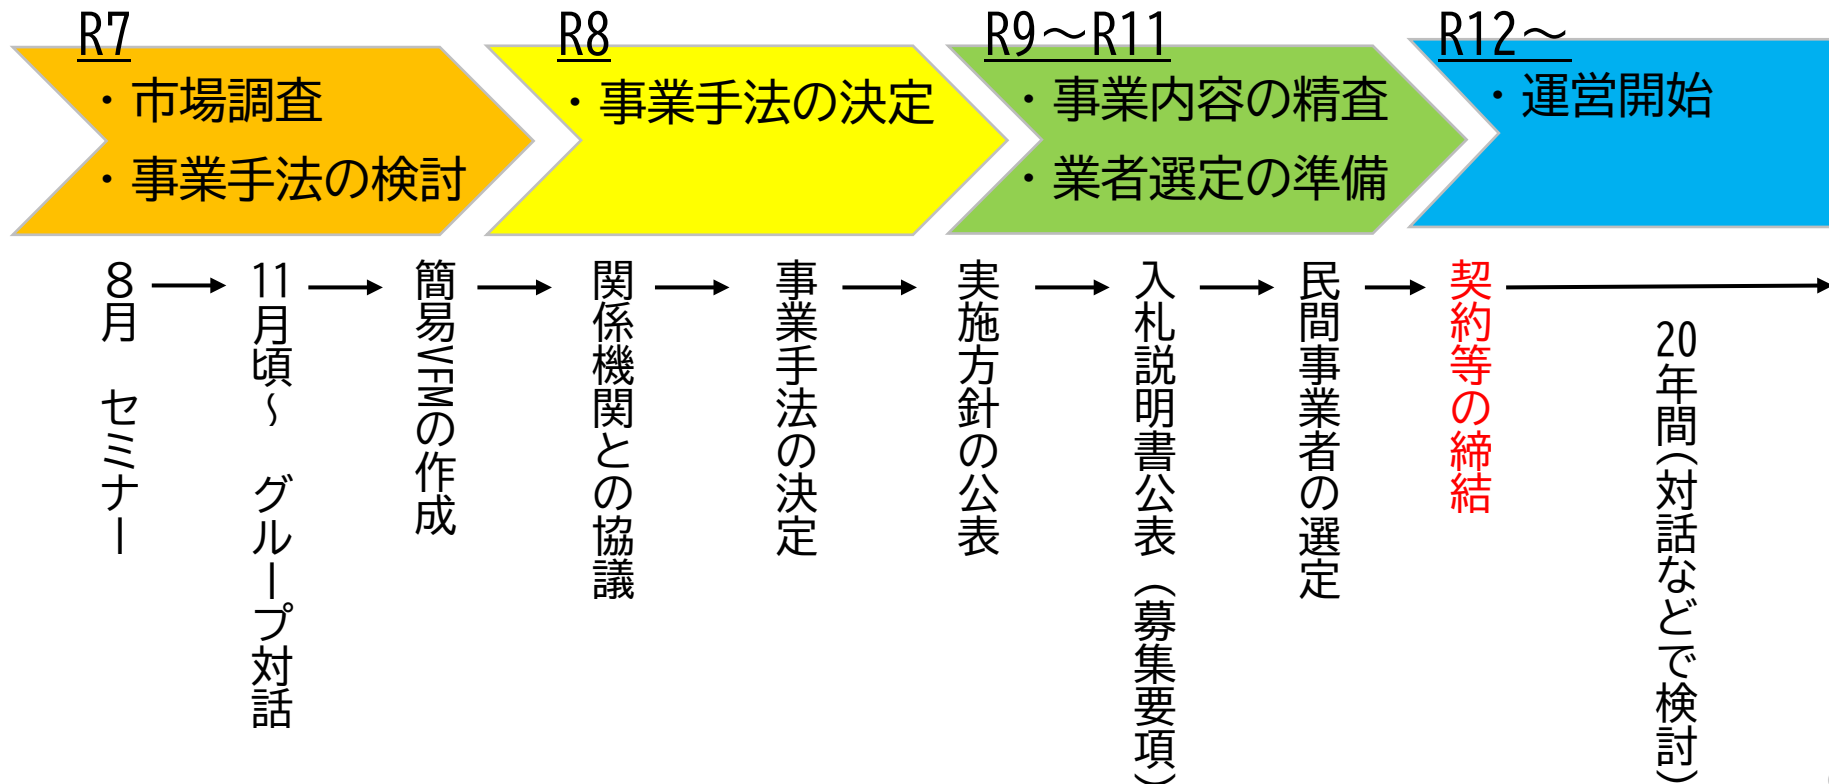 R7
・市場調査
・事業手法の検討
R8
・事業手法の決定
R9～R11
・事業内容の精査
・業者選定の準備
R12～
・運営開始
８月　セミナー
11月頃～　グループ対話
簡易VFMの作成
関係機関との協議
事業手法の決定
実施方針の公表
入札説明書公表（募集要項）
民間事業者の選定
契約等の締結
20年間（対話などで検討）